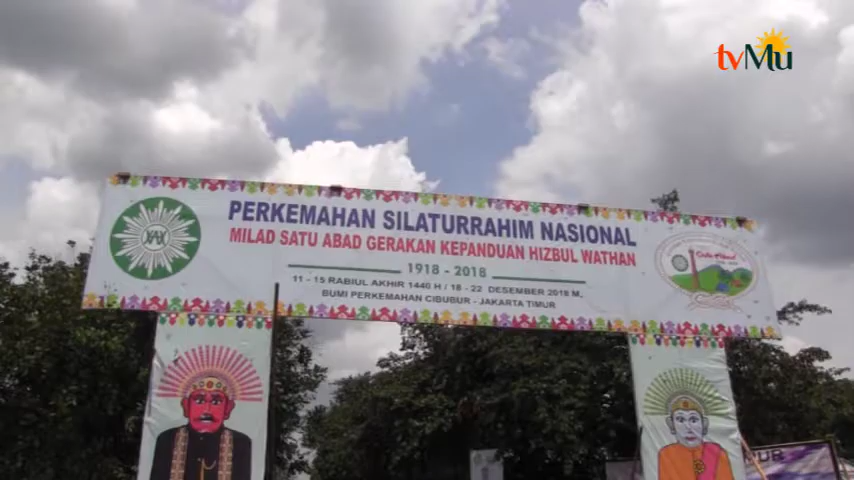 tvMu
PERKEMAHAN SILATURRAHIM NASIONAL
MILAD SATU ABAD GERAKAN KEPANDUAN HIZBUL WATHAN
1918 - 2018
11 - 15 RABIUL AKHIR 1440 H / 18 - 22 DESEMBER 2018 M,
BUMI PERKEMAHAN CIBUBUR - JAKARTA TIMUR